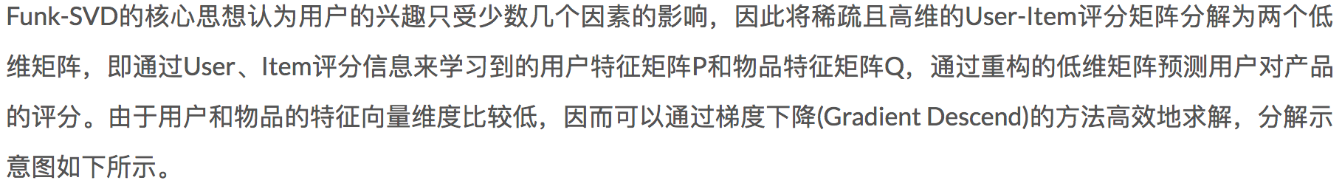 Funk-SVD的核心思想认为用户的兴趣只受少数几个因素的影响，因此将稀疏且高维的User-Item评分矩阵分解为两个低
维矩阵，即通过User、Item评分信息来学习到的用户特征矩阵P和物品特征矩阵Q，通过重构的低维矩阵预测用户对产品
的评分。由于用户和物品的特征向量维度比较低，因而可以通过梯度下降(Gradient Descend)的方法高效地求解，分解示
意图如下所示。